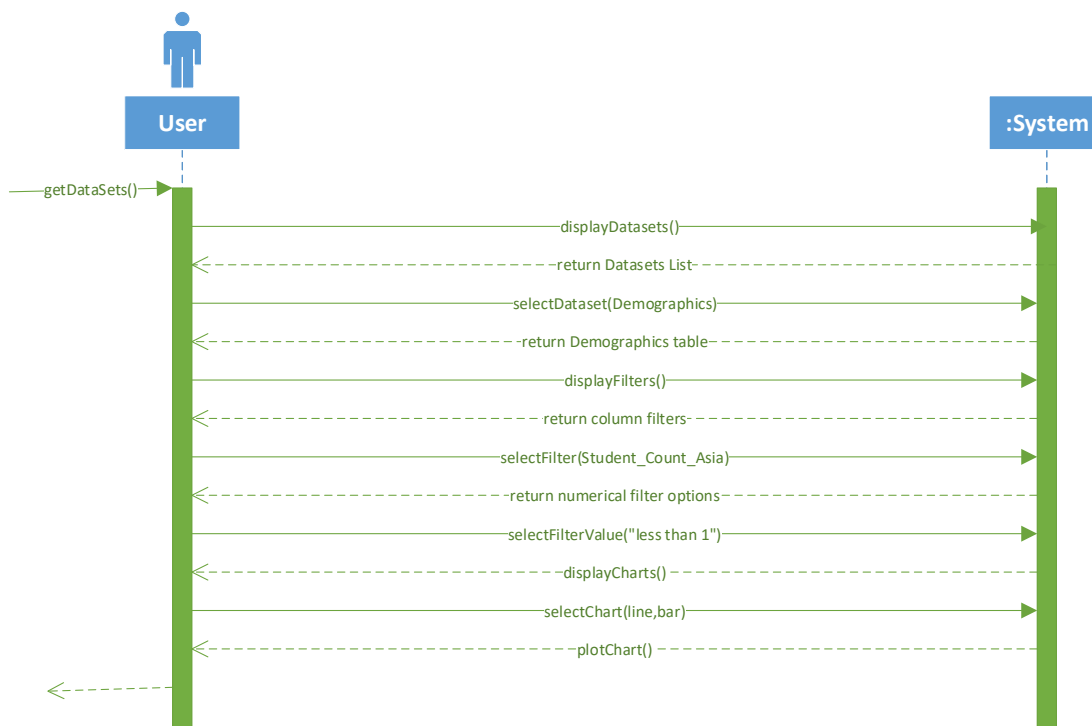 User
:System
getDataSets()
displayDatasets()
return Datasets List
selectDataset(Demographics)
return Demographics table
displayFilters()
return column filters
selectFilter(Student_Count_Asia)
return numerical filter options
selectFilterValue("less than 1")
displayCharts()
selectChart(line,bar)
plotChart()